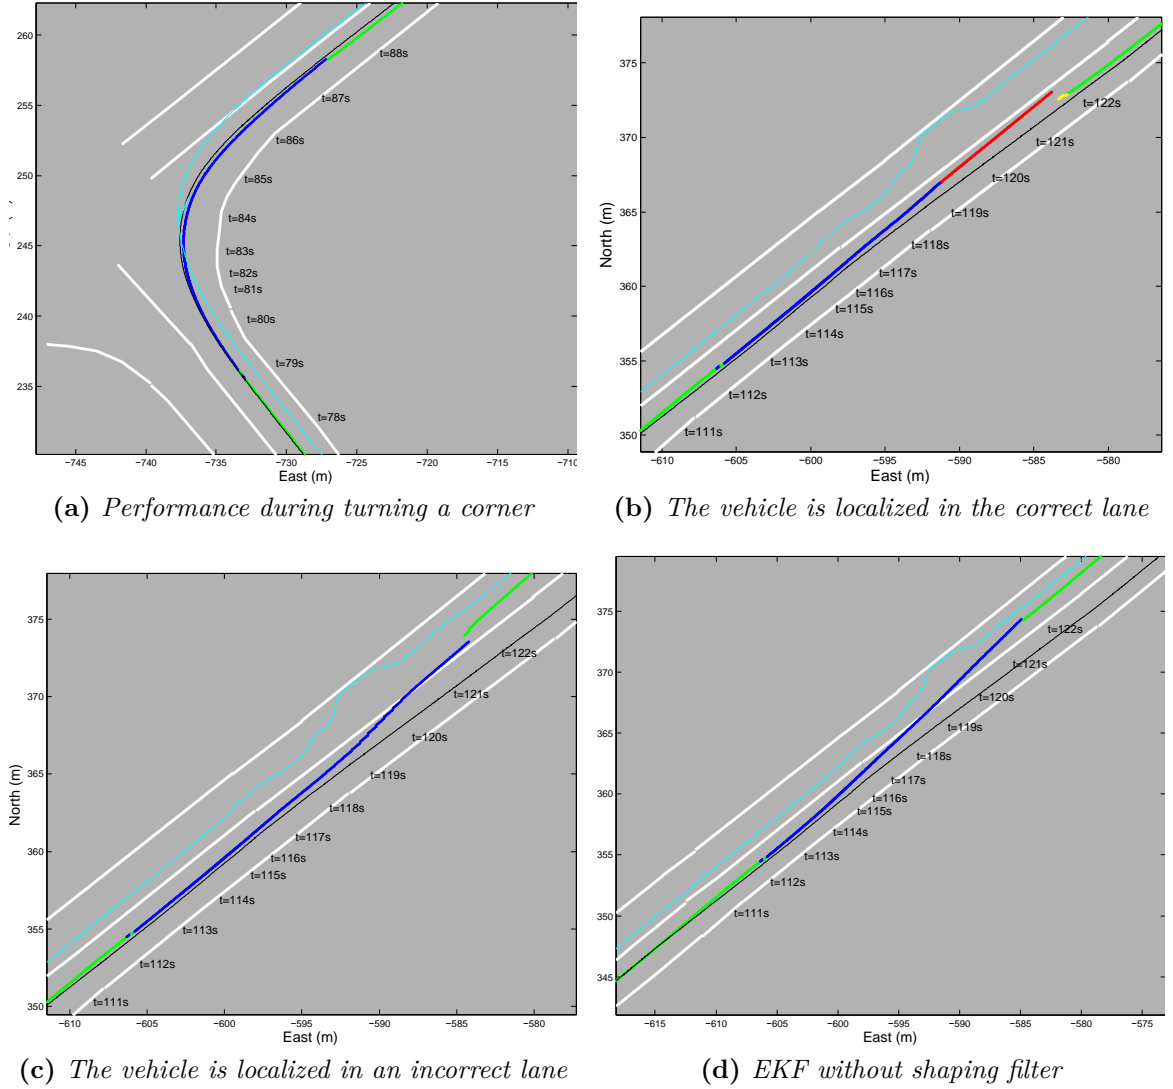 260
255
250
245
240
235
t=88s
t=87s
t=86s
t=85s
t=84s
t=83s
t=82s
t=81s
t=80s
t=79s
t=78s
−745 −740 −735 −730 −725 −720 −715 −710
East (m)
(a) Performance during turning a corner
North (m)
375
370
365
360
355
350
t=122s
t=121s
t=120s
t=119s
t=118s
t=117s
t=116s
t=115s
t=114s
t=113s
t=112s
t=111s
−610 −605 −600 −595 −590 −585 −580
East (m)
(b) The vehicle is localized in the correct lane
North (m)
375
370
365
360
355
350
t=122s
t=121s
t=120s
t=119s
t=118s
t=117s
t=116s
t=115s
t=114s
t=113s
t=112s
t=111s
−610 −605 −600 −595 −590 −585 −580
East (m)
(c) The vehicle is localized in an incorrect lane
375
370
365
360
355
350
345
t=122s
t=121s
t=120s
t=119s
t=118s
t=117s
t=116s
t=115s
t=114s
t=113s
t=112s
t=111s
−615 −610 −605 −600 −595 −590 −585 −580 −575
East (m)
(d) EKF without shaping filter